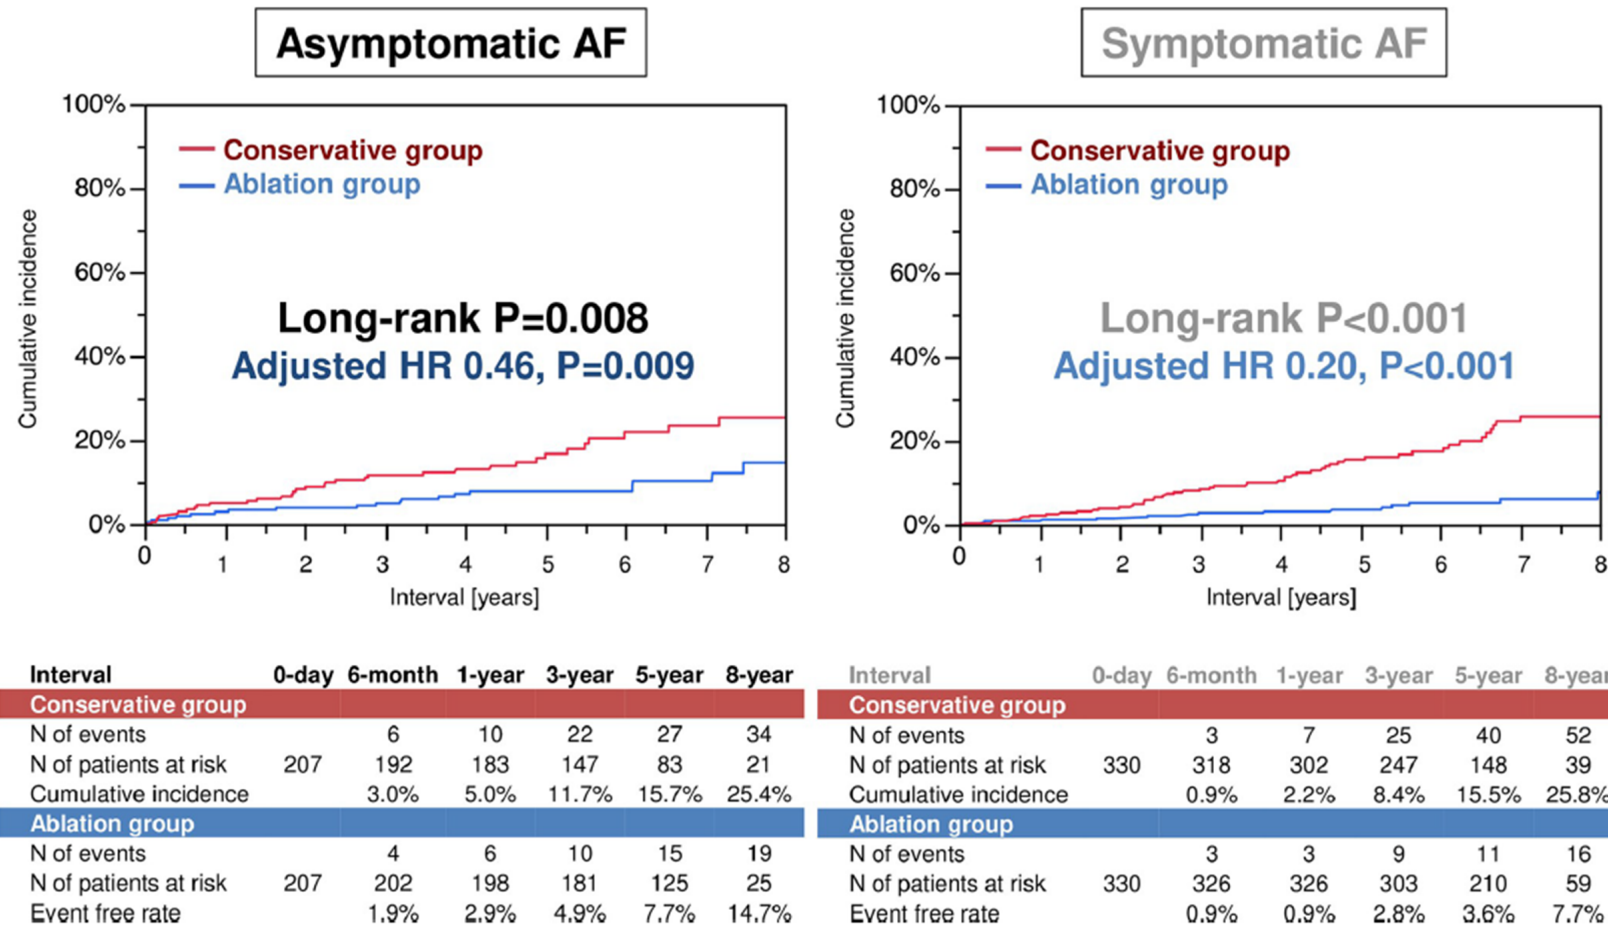 Asymptomatic AF
100%
80%
60%
40%
20%
0%
Cumulative incidence
Conservative group
Ablation group
Long-rank P=0.008
Adjusted HR 0.46, P=0.009
0 1 2 3 4 5 6 7 8
Interval [years]
Symptomatic AF
100%
80%
60%
40%
20%
0%
Cumulative incidence
Conservative group
Ablation group
Long-rank P<0.001
Adjusted HR 0.20, P<0.001
0 1 2 3 4 5 6 7 8
Interval [years]
Interval 0-day 6-month 1-year 3-year 5-year 8-year
Conservative group
N of events 6 10 22 27 34
N of patients at risk 207 192 183 147 83 21
Cumulative incidence 3.0% 5.0% 11.7% 15.7% 25.4%
Ablation group
N of events 4 6 10 15 19
N of patients at risk 207 202 198 181 125 25
Event free rate 1.9% 2.9% 4.9% 7.7% 14.7%
Interval 0-day 6-month 1-year 3-year 5-year 8-year
Conservative group
N of events 3 7 25 40 52
N of patients at risk 330 318 302 247 148 39
Cumulative incidence 0.9% 2.2% 8.4% 15.5% 25.8%
Ablation group
N of events 3 3 9 11 16
N of patients at risk 330 326 326 303 210 59
Event free rate 0.9% 0.9% 2.8% 3.6% 7.7%